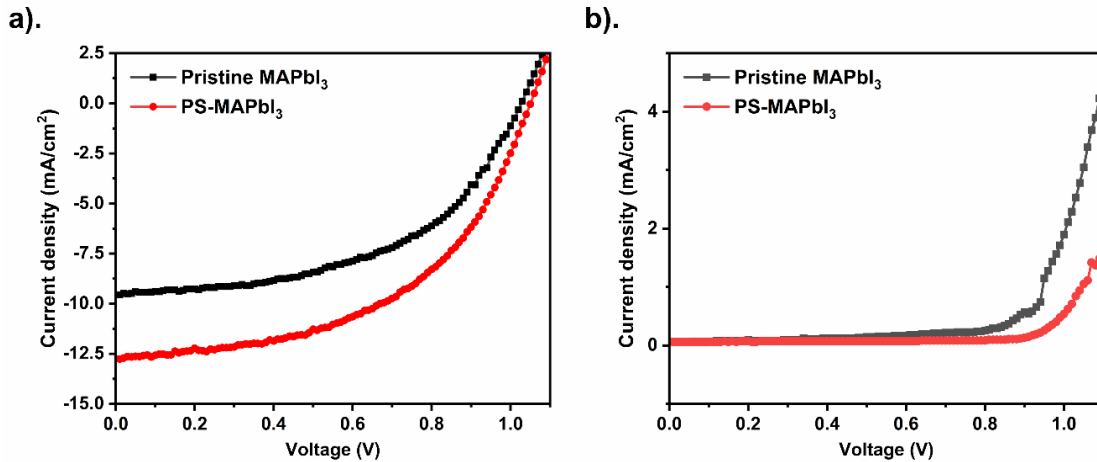 a).
Current density (mA/cm²)
2.5
0.0
-2.5
-5.0
-7.5
-10.0
-12.5
-15.0
Pristine MAPbI₃
PS-MAPbI₃
0.0 0.2 0.4 0.6 0.8 1.0
Voltage (V)
b).
Current density (mA/cm²)
4
2
0
Pristine MAPbI₃
PS-MAPbI₃
0.0 0.2 0.4 0.6 0.8 1.0
Voltage (V)